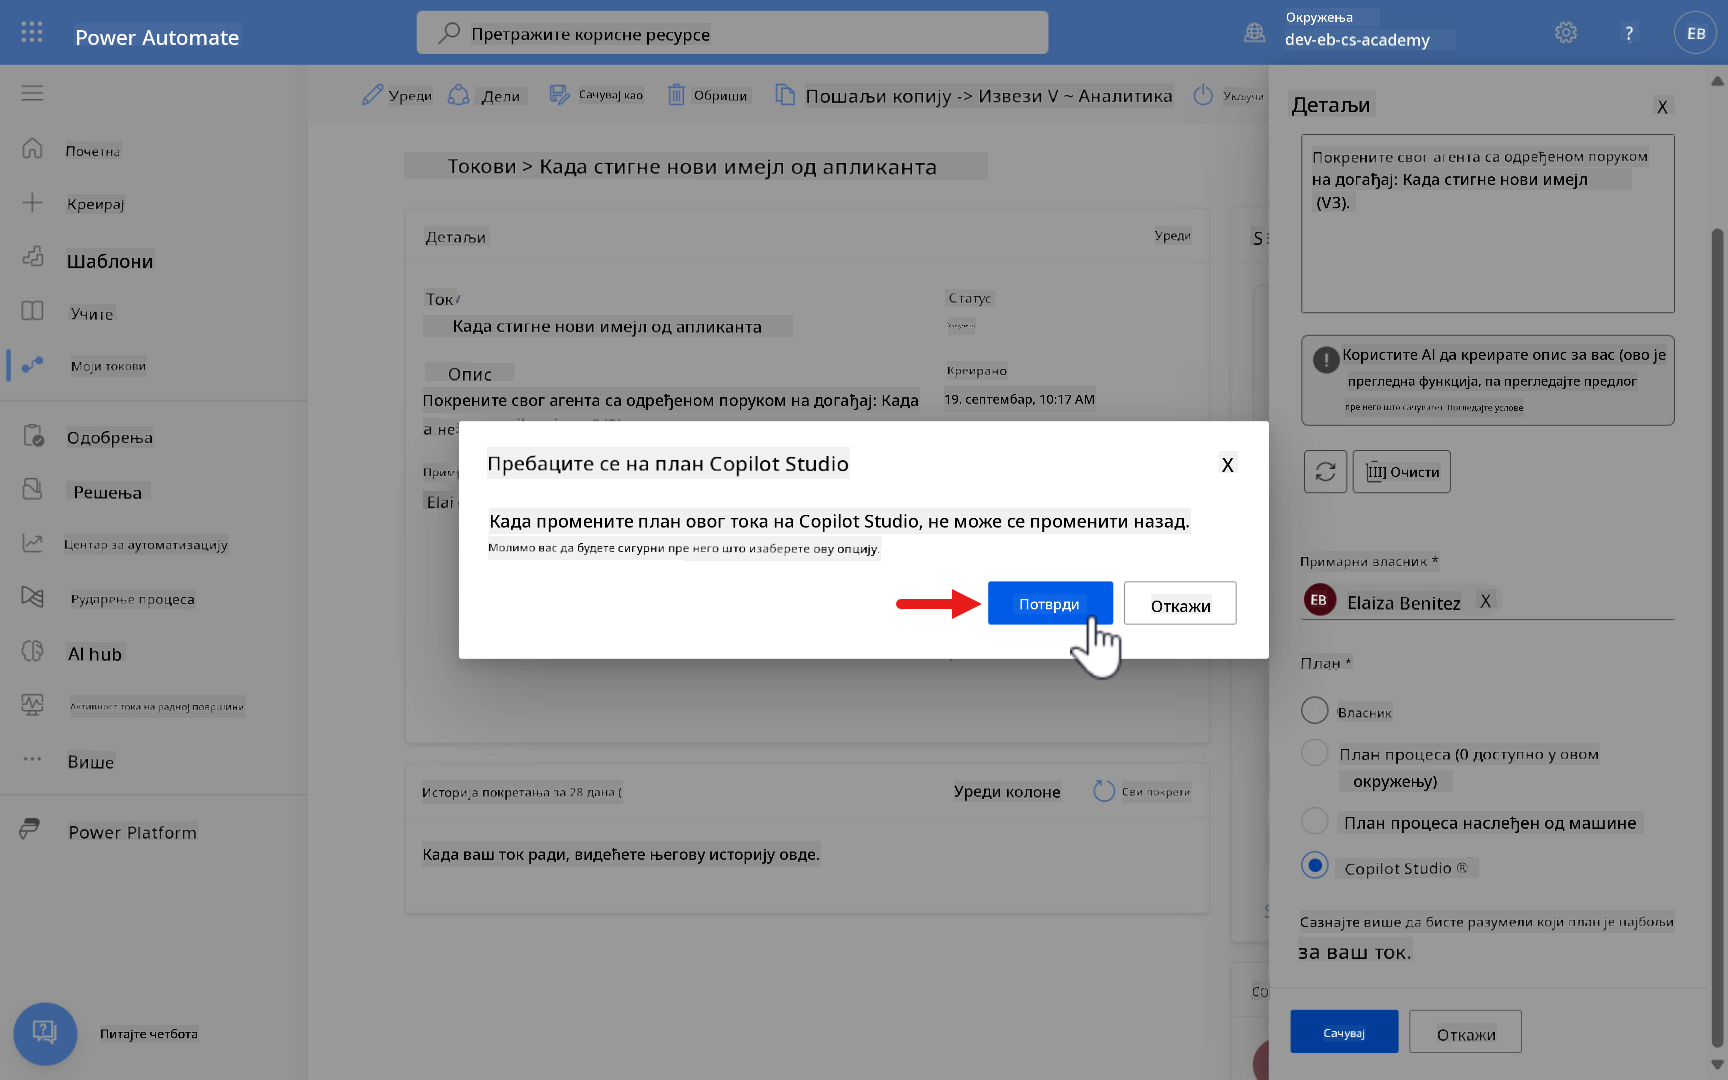 Power Automate
Претражите корисне ресурсе
Окружења
dev-eb-cs-academy
?
EB
Уреди
Дели
Сачувај као
Обриши
Пошаљи копију -> Извези V ~ Аналитика
Укључи
Почетна
Креирај
Шаблони
Учите
Моји токови
Одобрења
Решења
Центар за аутоматизацију
Рударење процеса
AI hub
Активност тока на радној површини
Више
Power Platform
Питајте четбота
Токови > Када стигне нови имејл од апликанта
Детаљи
Уреди
Ток
Када стигне нови имејл од апликанта
Статус
Опис
Покрените свог агента са одређеном поруком на догађај: Када
а не
Креирано
19. септембар, 10:17 AM
Прим
Elai
Пребаците се на план Copilot Studio
X
Када промените план овог тока на Copilot Studio, не може се променити назад.
Молимо вас да будете сигурни пре него што изаберете ову опцију.
Потврди
Откажи
Историја покретања за 28 дана (
Уреди колоне
Сви покрети
Када ваш ток ради, видећете његову историју овде.
S
CO
Детаљи
X
Покрените свог агента са одређеном поруком
на догађај: Када стигне нови имејл
(V3).
Користите AI да креирате опис за вас (ово је
прегледна функција, па прегледајте предлог
пре него што сачувате). Погледајте услове
Очисти
Примарни власник *
EB
Elaiza Benitez
X
План *
Власник
План процеса (0 доступно у овом
окружењу)
План процеса наслеђен од машине
Copilot Studio ®
Сазнајте више да бисте разумели који план је најбољи
за ваш ток.
Сачувај
Откажи